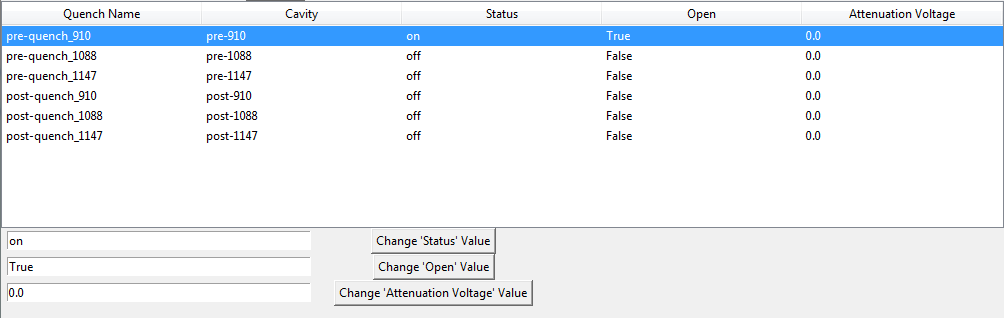 Quench Name Cavity Status Open Attenuation Voltage
pre-quench_910 pre-910 on True 0.0
pre-quench_1088 pre-1088 off False 0.0
pre-quench_1147 pre-1147 off False 0.0
post-quench_910 post-910 off False 0.0
post-quench_1088 post-1088 off False 0.0
post-quench_1147 post-1147 off False 0.0
on Change 'Status' Value
True Change 'Open' Value
0.0 Change 'Attenuation Voltage' Value